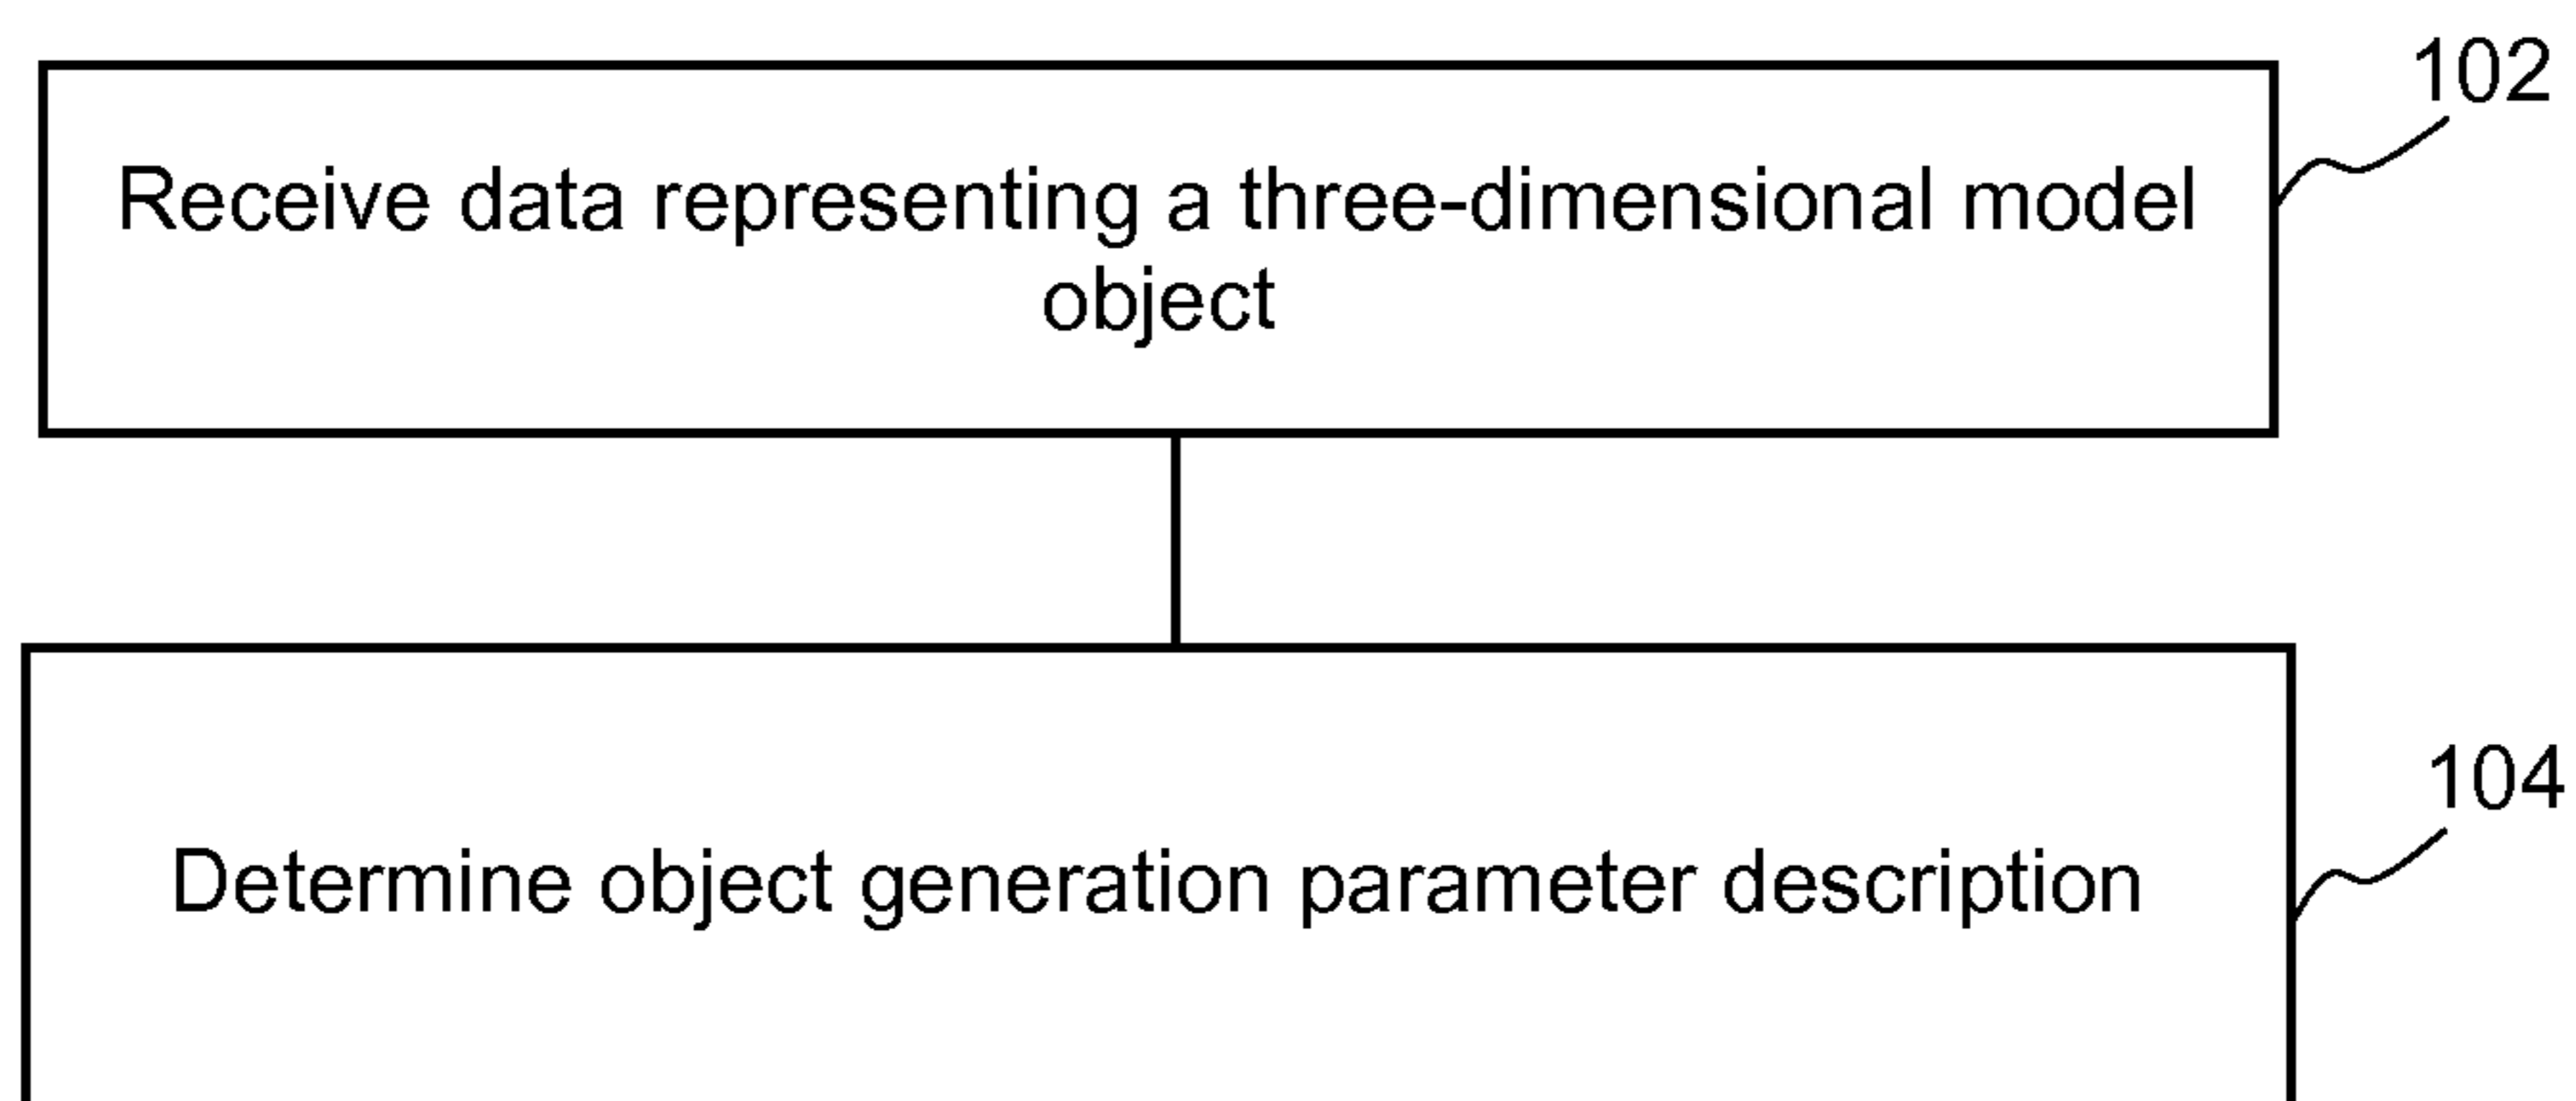 102
Receive data representing a three-dimensional model
object
104
Determine object generation parameter description